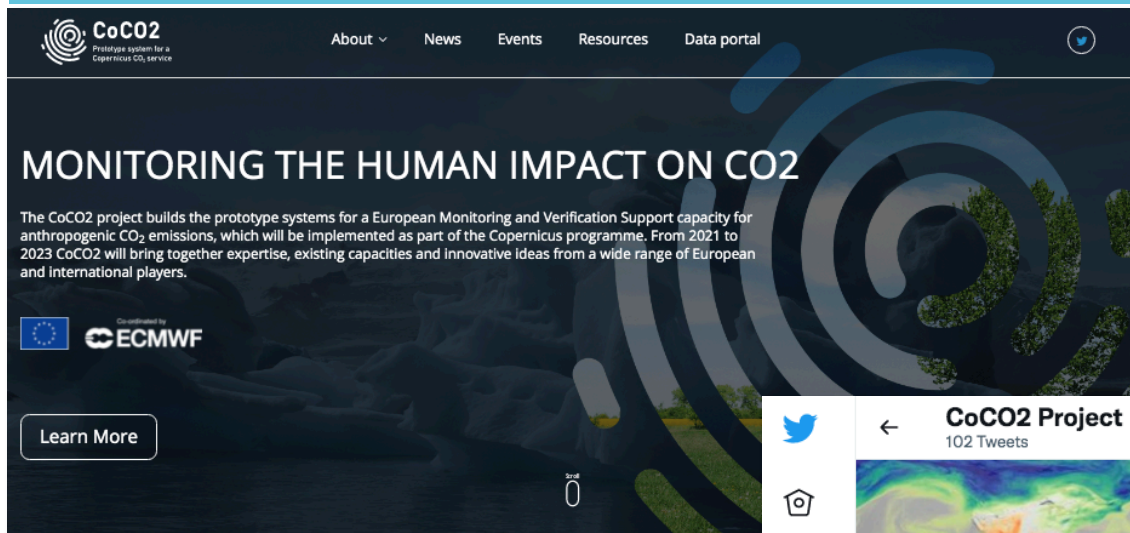 CoCO2
Prototype system for a
Copernicus CO₂ service
About
News
Events
Resources
Data portal
MONITORING THE HUMAN IMPACT ON CO2
The CoCO2 project builds the prototype systems for a European Monitoring and Verification Support capacity for
anthropogenic CO₂ emissions, which will be implemented as part of the Copernicus programme. From 2021 to
2023 CoCO2 will bring together expertise, existing capacities and innovative ideas from a wide range of European
and international players.
Co-ordinated by
ECMWF
Learn More
Scroll
CoCO2 Project
102 Tweets